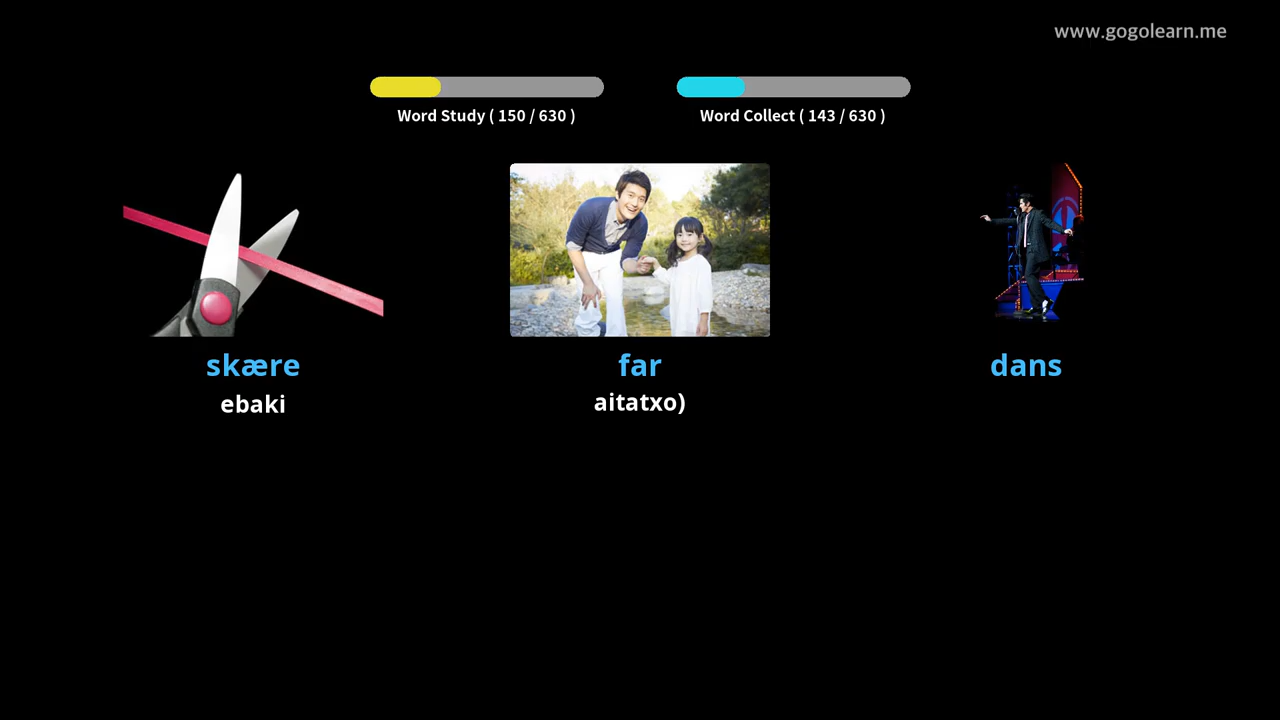 www.gogolearn.me
Word Study ( 150 / 630 )
Word Collect ( 143 / 630 )
skære
far
dans
ebaki
aitatxo)